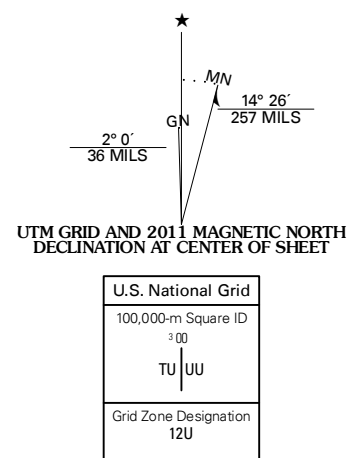 ★
MN
GN
14° 26´
257 MILS
2° 0´
36 MILS
UTM GRID AND 2011 MAGNETIC NORTH
DECLINATION AT CENTER OF SHEET
U.S. National Grid
100,000-m Square ID
³00
TU UU
Grid Zone Designation
12U